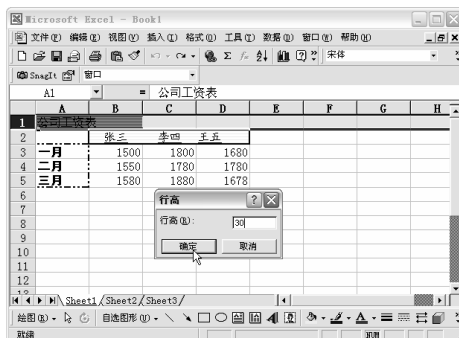 Microsoft Excel - Book1
文件(F) 编辑(E) 视图(V) 插入(I) 格式(O) 工具(T) 数据(D) 窗口(W) 帮助(H)
宋体
SnagIt 窗口
A1 = 公司工资表
A B C D E F G H
1 公司工资表
2 张三 李四 王五
3 一月 1500 1800 1680
4 二月 1550 1780 1780
5 三月 1580 1880 1678
6
7
8
9
10
11
12
13
行高
行高(R): 30
确定 取消
Sheet1 Sheet2 Sheet3
绘图(R) 自选图形(U)
就绪